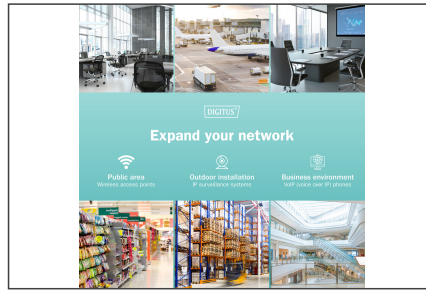 DIGITUS
Expand your network
Public area
Wireless access points
Outdoor installation
IP surveillance systems
Business environment
VoIP (voice over IP) phones